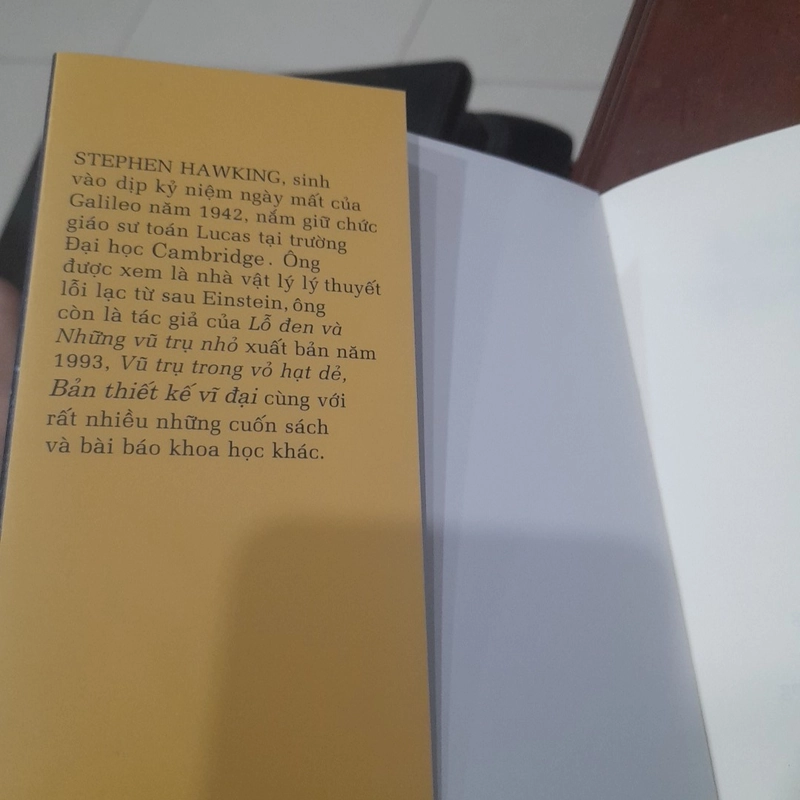 STEPHEN HAWKING, sinh
vào dịp kỷ niệm ngày mất của
Galileo năm 1942, nắm giữ chức
giáo sư toán Lucas tại trường
Đại học Cambridge. Ông
được xem là nhà vật lý lý thuyết
lỗi lạc từ sau Einstein, ông
còn là tác giả của Lỗ đen và
Những vũ trụ nhỏ xuất bản năm
1993, Vũ trụ trong vỏ hạt dẻ,
Bản thiết kế vĩ đại cùng với
rất nhiều những cuốn sách
và bài báo khoa học khác.